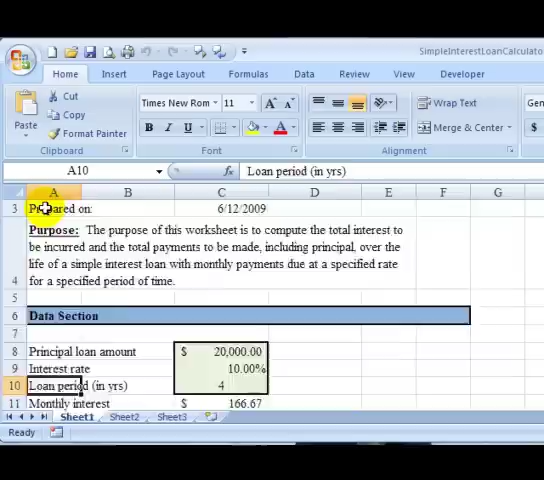 SimpleInterestLoanCalculato
Home Insert Page Layout Formulas Data Review View Developer
Cut
Copy
Format Painter
Paste
Clipboard
Times New Rom 11 A A
B I U A
Font
Wrap Text
Merge & Center
Alignment
Gen
A10 fx Loan period (in yrs)
A B C D E F G
3 Prepared on: 6/12/2009
Purpose: The purpose of this worksheet is to compute the total interest to
be incurred and the total payments to be made, including principal, over the
life of a simple interest loan with monthly payments due at a specified rate
4 for a specified period of time.
5
6 Data Section
7
8 Principal loan amount $ 20,000.00
9 Interest rate 10.00%
10 Loan period (in yrs) 4
11 Monthly interest $ 166.67
Sheet1 Sheet2 Sheet3
Ready